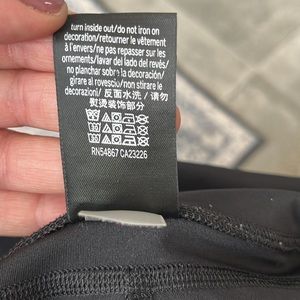 turn inside out/do not iron on
decoration/retourner le vêtement
à l'envers/ne pas repasser sur les
ornements/lavar del lado del revés/
no planchar sobre la decoración/
girar al rovescio/non stirare le
decorazioni/ 反面水洗 / 请勿
熨烫装饰部分
RN54867 CA23226